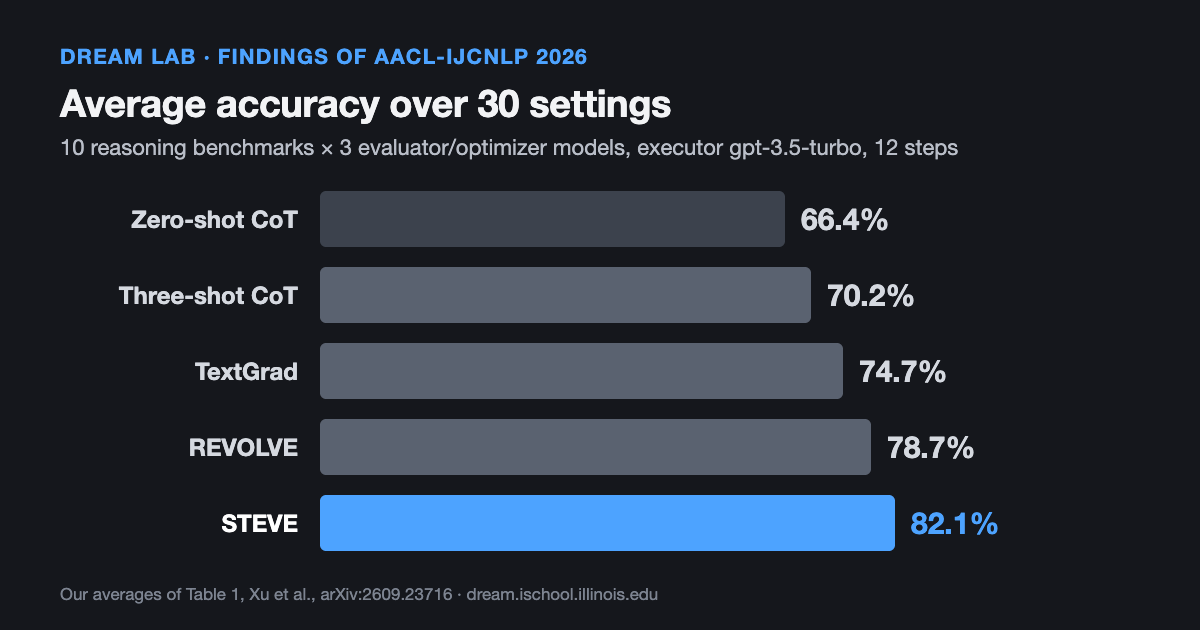 DREAM LAB · FINDINGS OF AACL-IJCNLP 2026
Average accuracy over 30 settings
10 reasoning benchmarks × 3 evaluator/optimizer models, executor gpt-3.5-turbo, 12 steps
Zero-shot CoT 66.4%
Three-shot CoT 70.2%
TextGrad 74.7%
REVOLVE 78.7%
STEVE 82.1%
Our averages of Table 1, Xu et al., arXiv:2609.23716 · dream.ischool.illinois.edu